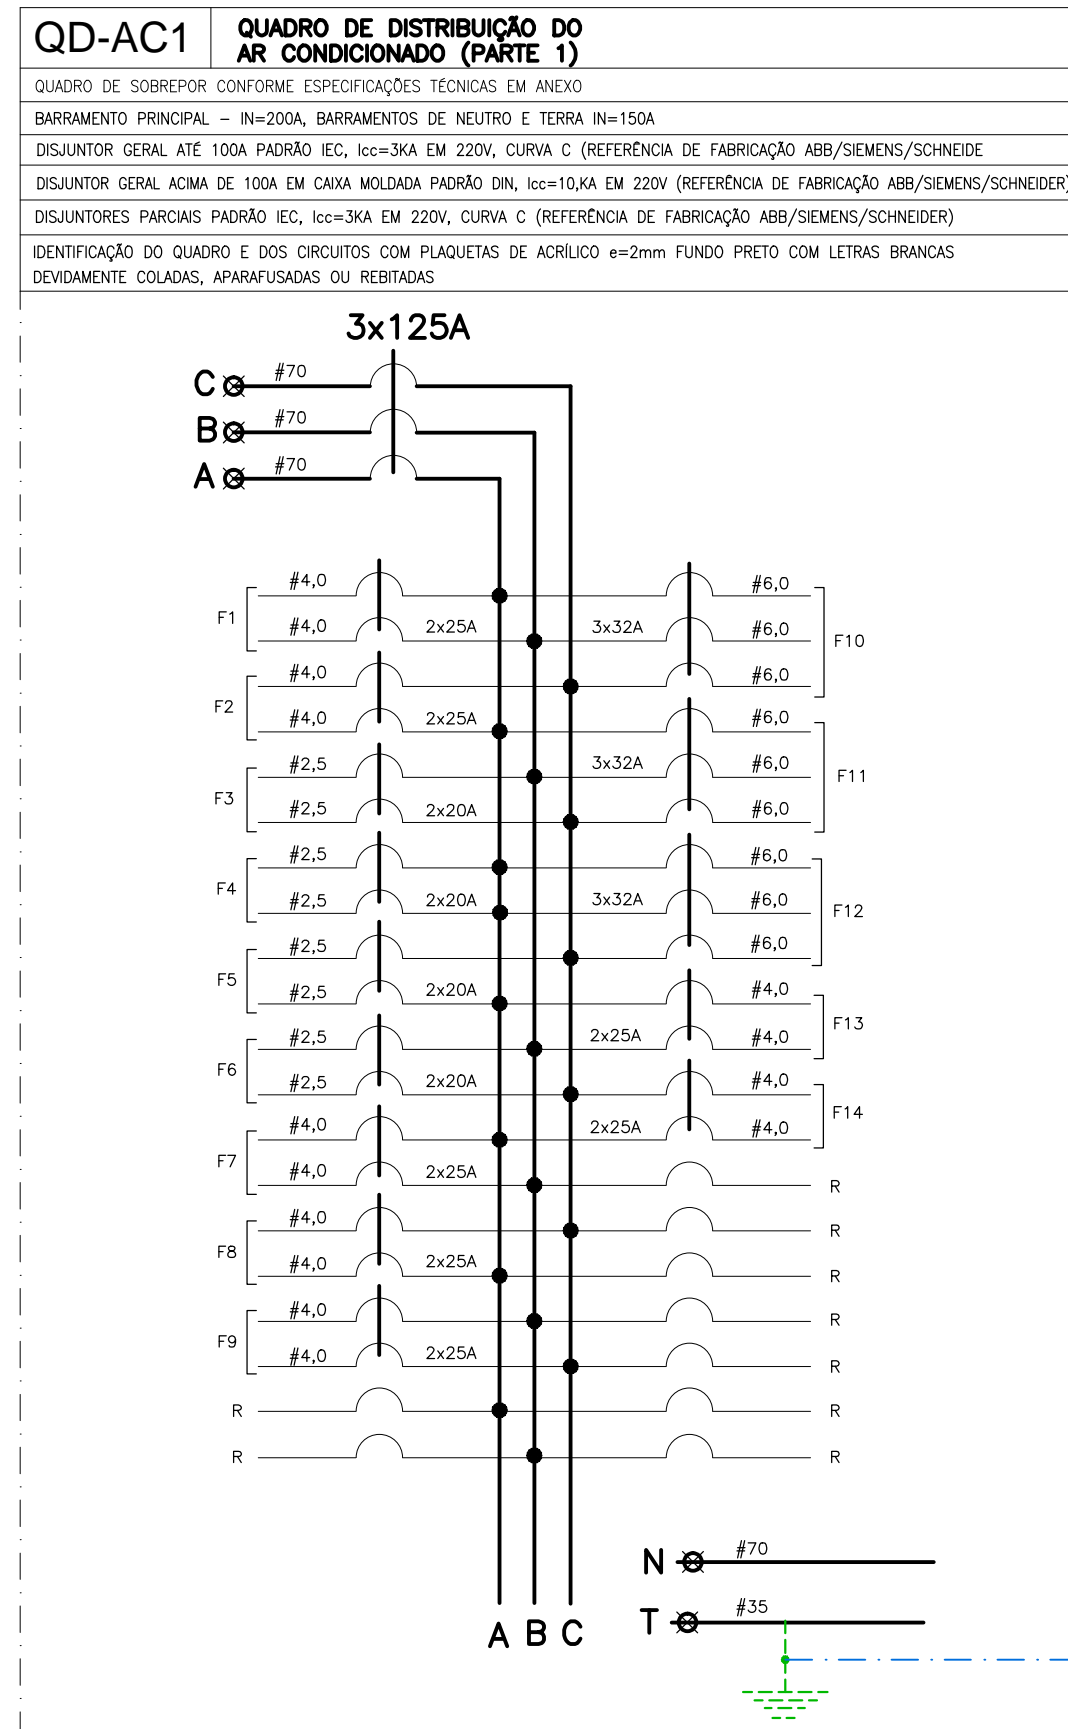 QD-AC1
QUADRO DE DISTRIBUIÇÃO DO
AR CONDICIONADO (PARTE 1)
QUADRO DE SOBREPOR CONFORME ESPECIFICAÇÕES TÉCNICAS EM ANEXO
BARRAMENTO PRINCIPAL – IN=200A, BARRAMENTOS DE NEUTRO E TERRA IN=150A
DISJUNTOR GERAL ATÉ 100A PADRÃO IEC, Icc=3KA EM 220V, CURVA C (REFERÊNCIA DE FABRICAÇÃO ABB/SIEMENS/SCHNEIDE
DISJUNTOR GERAL ACIMA DE 100A EM CAIXA MOLDADA PADRÃO DIN, Icc=10,KA EM 220V (REFERÊNCIA DE FABRICAÇÃO ABB/SIEMENS/SCHNEIDER)
DISJUNTORES PARCIAIS PADRÃO IEC, Icc=3KA EM 220V, CURVA C (REFERÊNCIA DE FABRICAÇÃO ABB/SIEMENS/SCHNEIDER)
IDENTIFICAÇÃO DO QUADRO E DOS CIRCUITOS COM PLAQUETAS DE ACRÍLICO e=2mm FUNDO PRETO COM LETRAS BRANCAS
DEVIDAMENTE COLADAS, APARAFUSADAS OU REBITADAS
3x125A
C #70
B #70
A #70
#4,0 #6,0
F1 #4,0 2x25A 3x32A #6,0 F10
#4,0 #6,0
F2 #4,0 2x25A #6,0
#2,5 3x32A #6,0 F11
F3 #2,5 2x20A #6,0
#2,5 #6,0
F4 #2,5 2x20A 3x32A #6,0 F12
#2,5 #6,0
F5 #2,5 2x20A #4,0
#2,5 2x25A #4,0 F13
F6 #2,5 2x20A #4,0
#4,0 2x25A #4,0 F14
F7 #4,0 2x25A R
#4,0 R
F8 #4,0 2x25A R
#4,0 R
F9 #4,0 2x25A R
R R
R R
N #70
T #35
A B C